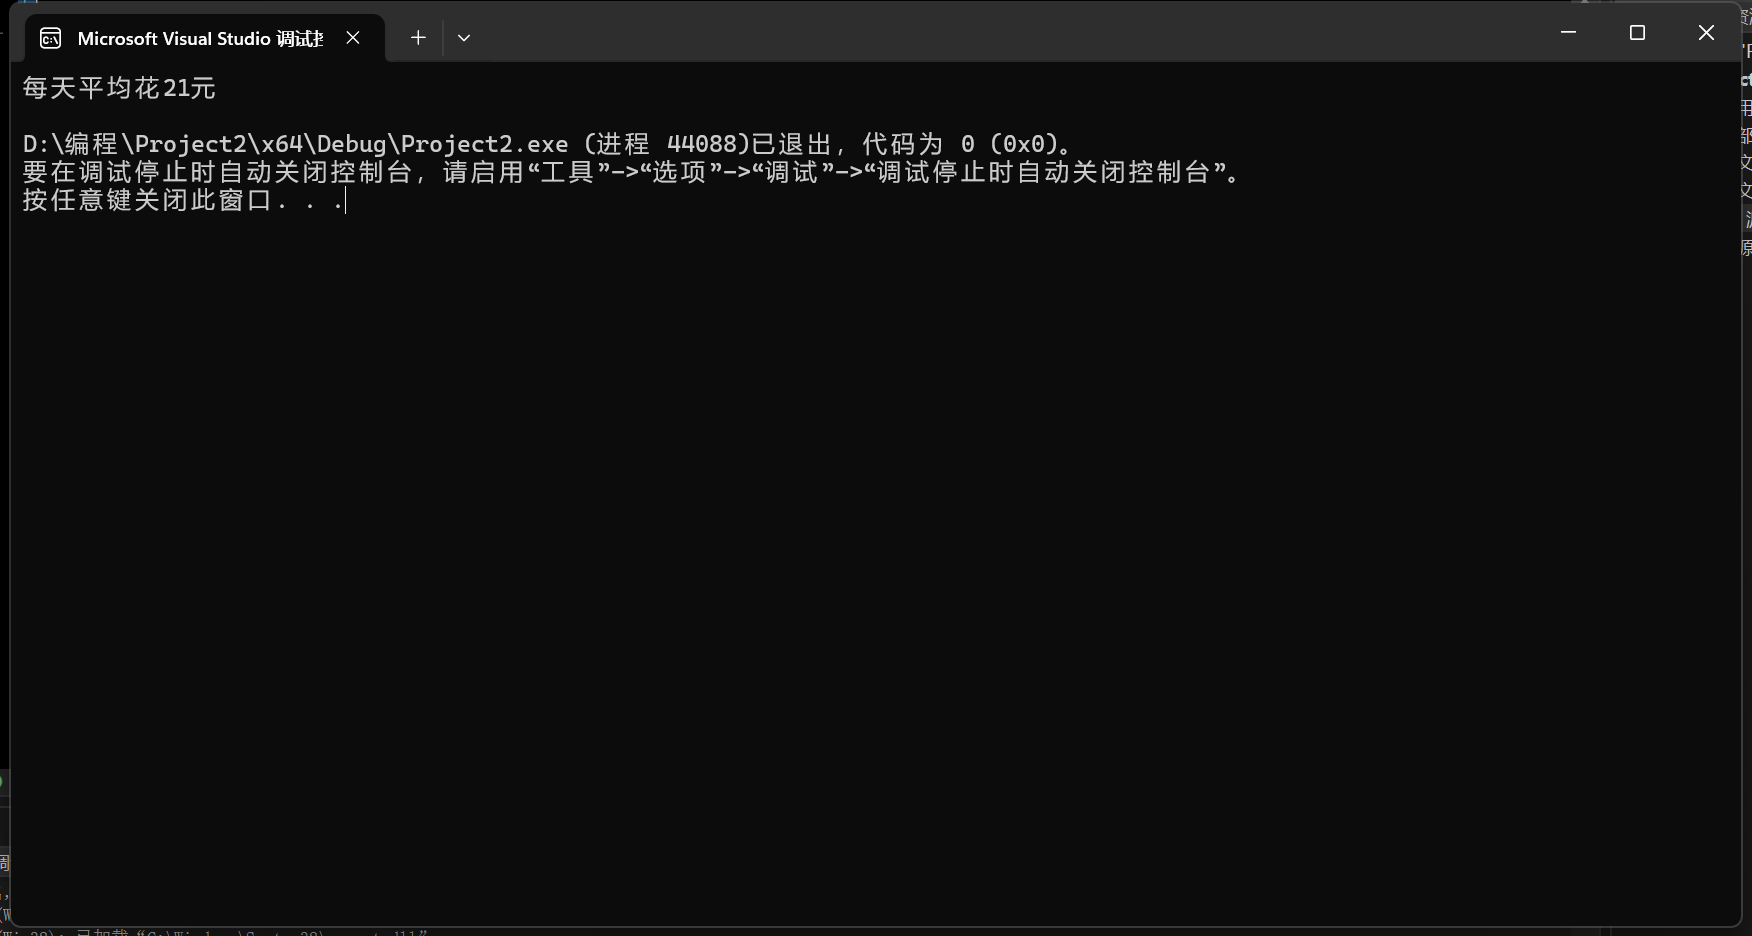 Microsoft Visual Studio 调试
每天平均花21元
D:\编程\Project2\x64\Debug\Project2.exe (进程 44088)已退出，代码为 0 (0x0)。
要在调试停止时自动关闭控制台，请启用“工具”->“选项”->“调试”->“调试停止时自动关闭控制台”。
按任意键关闭此窗口. . .